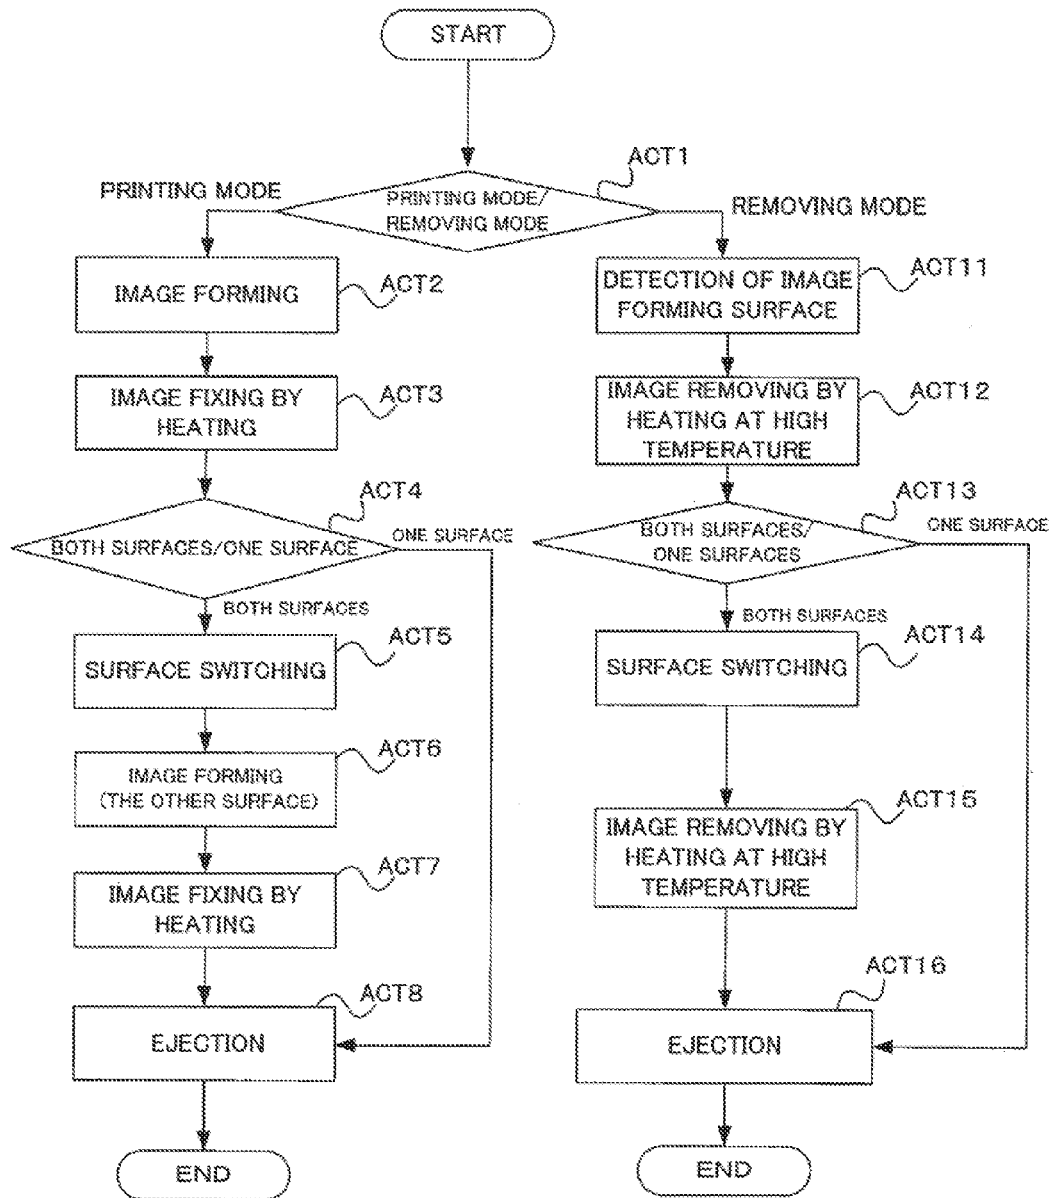 START
ACT1
PRINTING MODE
PRINTING MODE/
REMOVING MODE
REMOVING MODE
IMAGE FORMING
ACT2
IMAGE FIXING BY
HEATING
ACT3
ACT4
BOTH SURFACES/ONE SURFACE
ONE SURFACE
BOTH SURFACES
SURFACE SWITCHING
ACT5
IMAGE FORMING
(THE OTHER SURFACE)
ACT6
IMAGE FIXING BY
HEATING
ACT7
EJECTION
ACT8
END
DETECTION OF IMAGE
FORMING SURFACE
ACT11
IMAGE REMOVING BY
HEATING AT HIGH
TEMPERATURE
ACT12
ACT13
BOTH SURFACES/
ONE SURFACES
ONE SURFACE
BOTH SURFACES
SURFACE SWITCHING
ACT14
IMAGE REMOVING BY
HEATING AT HIGH
TEMPERATURE
ACT15
ACT16
EJECTION
END